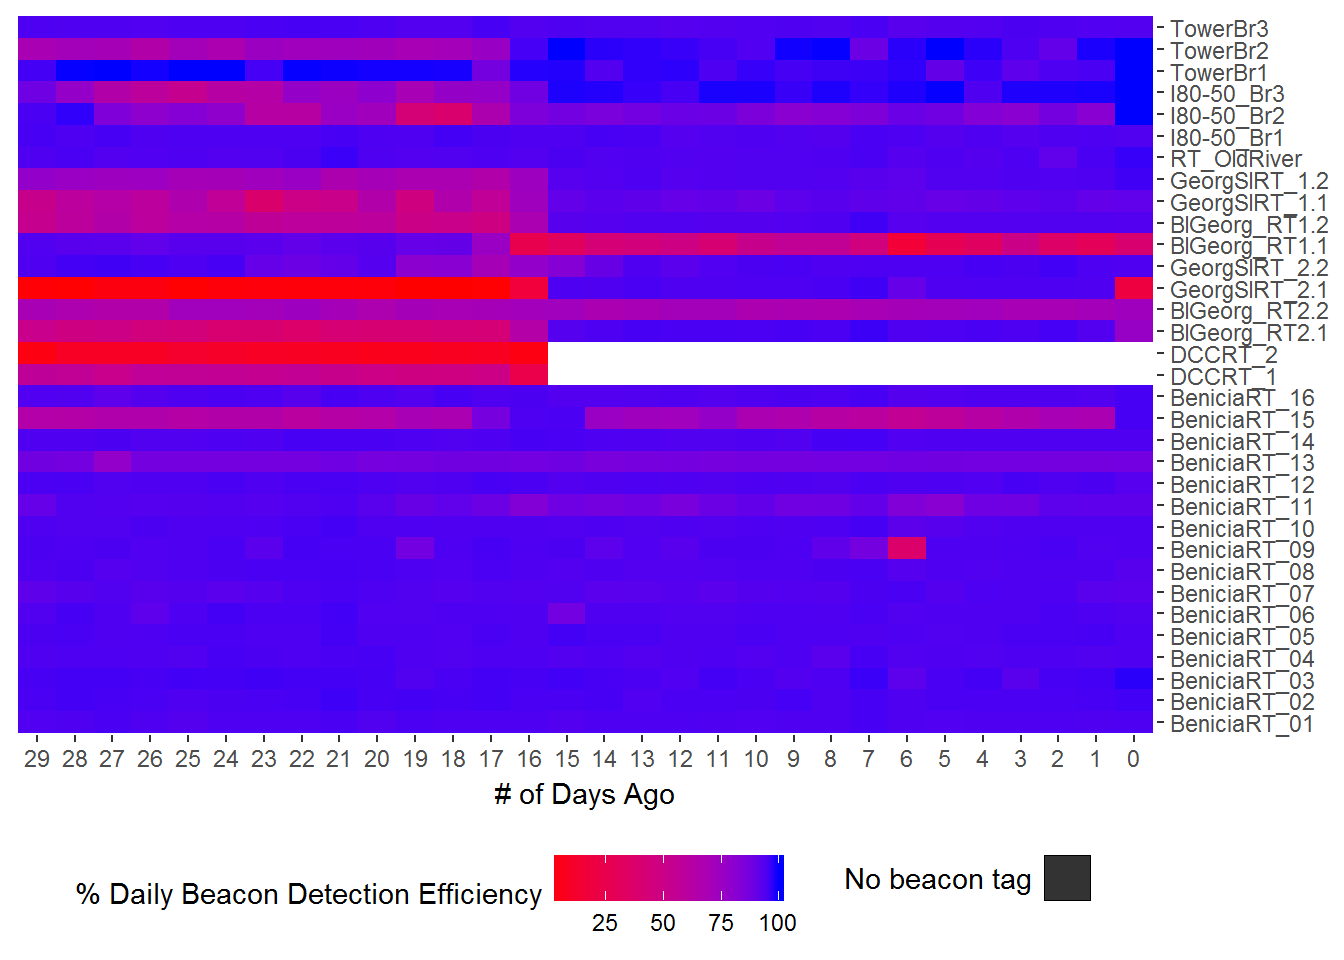 TowerBr3
TowerBr2
TowerBr1
I80-50_Br3
I80-50_Br2
I80-50_Br1
RT_OldRiver
GeorgSlRT_1.2
GeorgSlRT_1.1
BlGeorg_RT1.2
BlGeorg_RT1.1
GeorgSlRT_2.2
GeorgSlRT_2.1
BlGeorg_RT2.2
BlGeorg_RT2.1
DCCRT_2
DCCRT_1
BeniciaRT_16
BeniciaRT_15
BeniciaRT_14
BeniciaRT_13
BeniciaRT_12
BeniciaRT_11
BeniciaRT_10
BeniciaRT_09
BeniciaRT_08
BeniciaRT_07
BeniciaRT_06
BeniciaRT_05
BeniciaRT_04
BeniciaRT_03
BeniciaRT_02
BeniciaRT_01
29 28 27 26 25 24 23 22 21 20 19 18 17 16 15 14 13 12 11 10 9 8 7 6 5 4 3 2 1 0
# of Days Ago
% Daily Beacon Detection Efficiency
25 50 75 100
No beacon tag